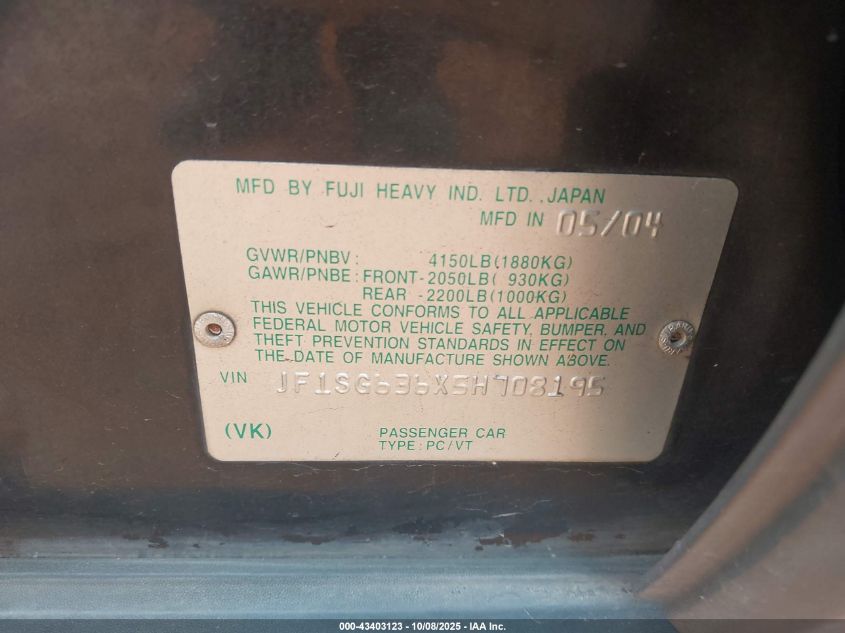 MFD BY FUJI HEAVY IND. LTD. ,JAPAN
MFD IN 05/04
GVWR/PNBV : 4150LB(1880KG)
GAWR/PNBE : FRONT-2050LB( 930KG)
REAR -2200LB(1000KG)
THIS VEHICLE CONFORMS TO ALL APPLICABLE
FEDERAL MOTOR VEHICLE SAFETY, BUMPER, AND
THEFT PREVENTION STANDARDS IN EFFECT ON
THE DATE OF MANUFACTURE SHOWN ABOVE.
VIN JF1SG636X5H708195
(VK) PASSENGER CAR
TYPE : PC/VT
000-43403123 - 10/08/2025 - IAA Inc.